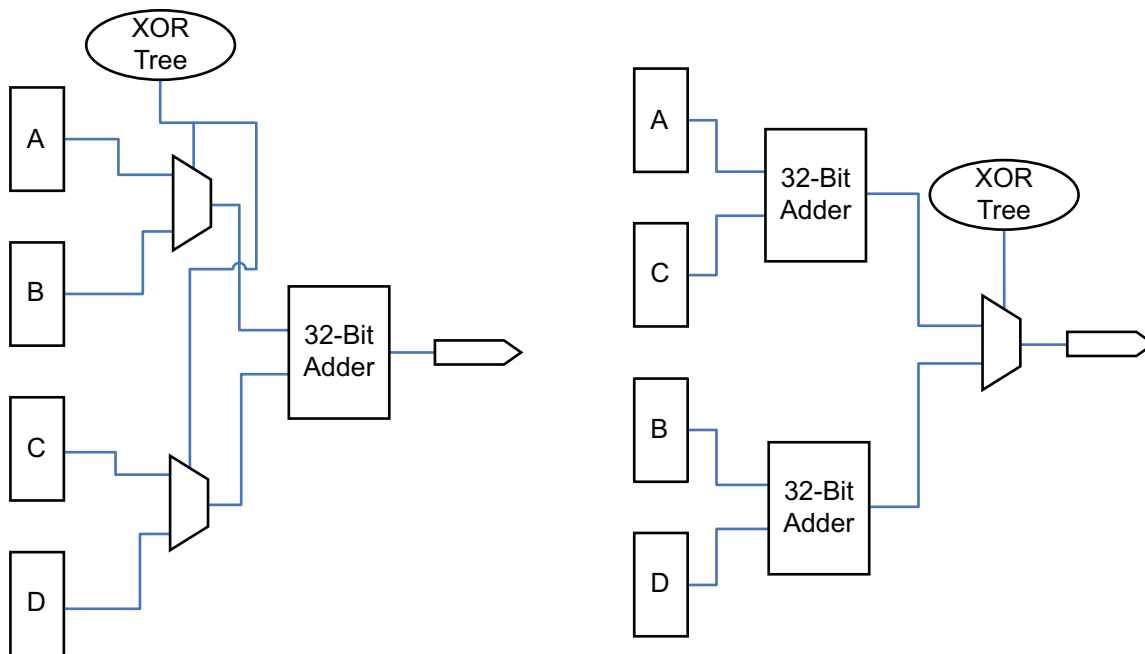 XOR
Tree
A
B
C
D
32-Bit
Adder
A
C
B
D
32-Bit
Adder
32-Bit
Adder
XOR
Tree